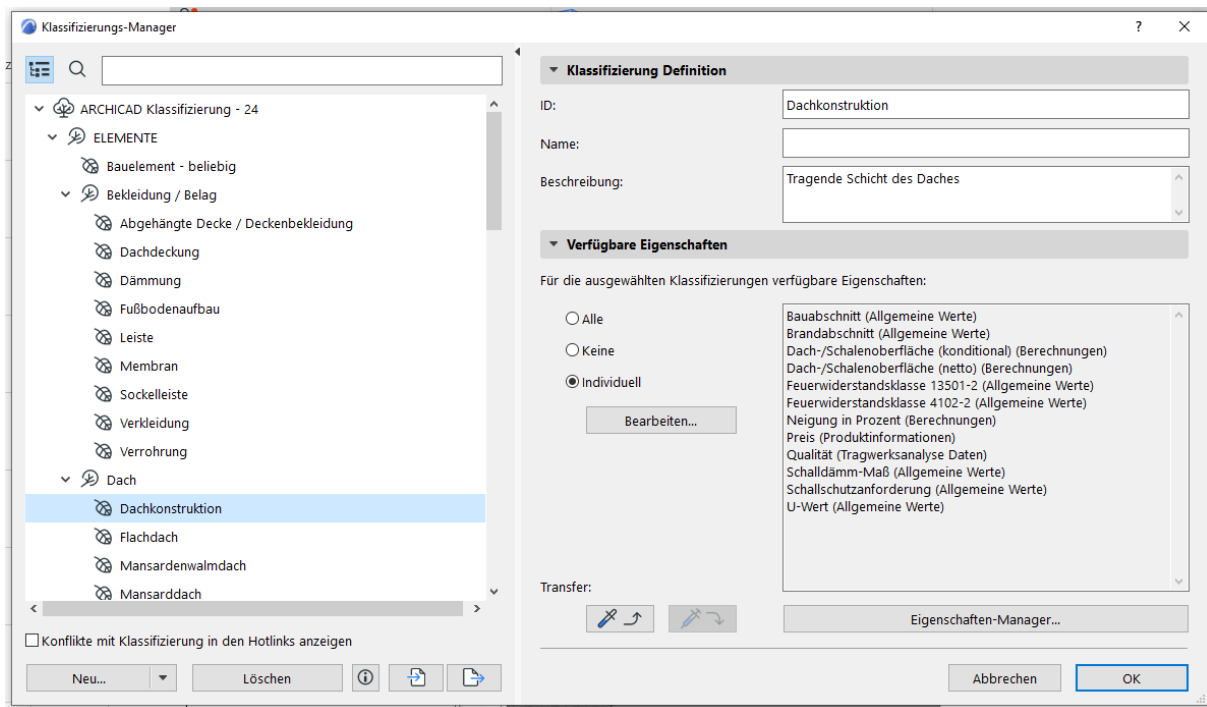 Klassifizierungs-Manager
?
ARCHICAD Klassifizierung - 24
ELEMENTE
Bauelement - beliebig
Bekleidung / Belag
Abgehängte Decke / Deckenbekleidung
Dachdeckung
Dämmung
Fußbodenaufbau
Leiste
Membran
Sockelleiste
Verkleidung
Verrohrung
Dach
Dachkonstruktion
Flachdach
Mansardenwalmdach
Mansarddach
Konflikte mit Klassifizierung in den Hotlinks anzeigen
Neu...
Löschen
Klassifizierung Definition
ID:
Dachkonstruktion
Name:
Beschreibung:
Tragende Schicht des Daches
Verfügbare Eigenschaften
Für die ausgewählten Klassifizierungen verfügbare Eigenschaften:
Alle
Keine
Individuell
Bearbeiten...
Bauabschnitt (Allgemeine Werte)
Brandabschnitt (Allgemeine Werte)
Dach-/Schalenoberfläche (konditional) (Berechnungen)
Dach-/Schalenoberfläche (netto) (Berechnungen)
Feuerwiderstandsklasse 13501-2 (Allgemeine Werte)
Feuerwiderstandsklasse 4102-2 (Allgemeine Werte)
Neigung in Prozent (Berechnungen)
Preis (Produktinformationen)
Qualität (Tragwerksanalyse Daten)
Schalldämm-Maß (Allgemeine Werte)
Schallschutzanforderung (Allgemeine Werte)
U-Wert (Allgemeine Werte)
Transfer:
Eigenschaften-Manager...
Abbrechen
OK